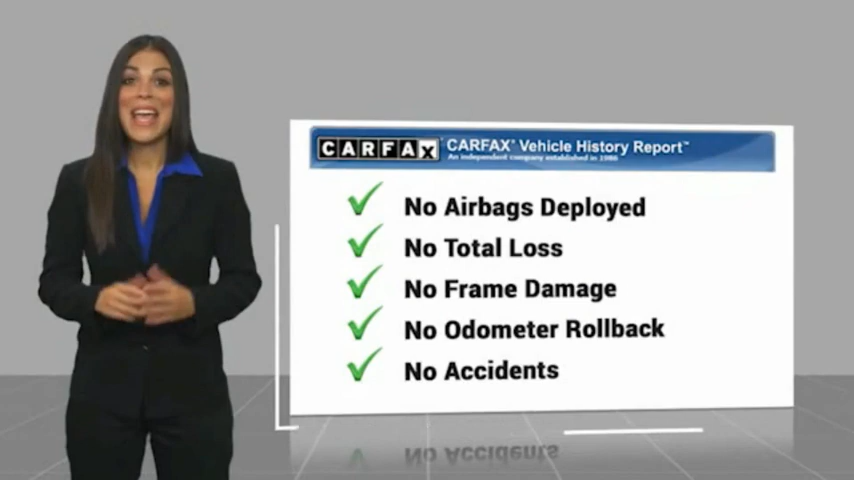 CARFAX CARFAX® Vehicle History Report™
An independent company established in 1986
No Airbags Deployed
No Total Loss
No Frame Damage
No Odometer Rollback
No Accidents
No Accidents